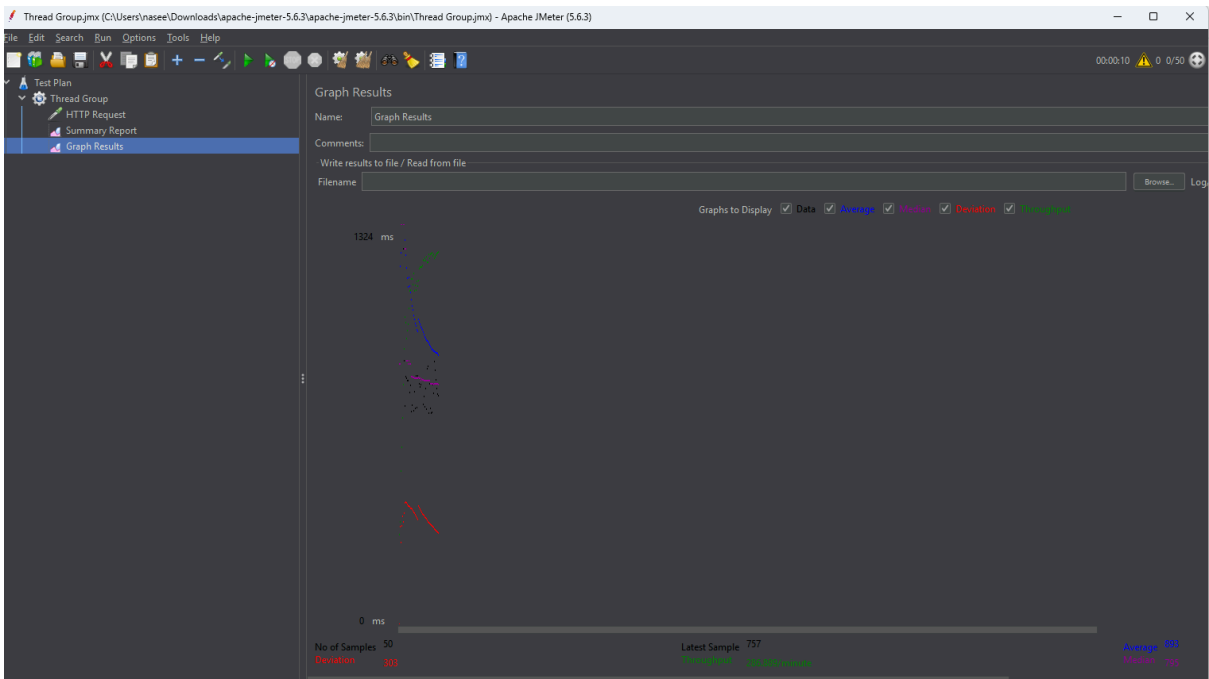 Thread Group.jmx (C:\Users\nasee\Downloads\apache-jmeter-5.6.3\apache-jmeter-5.6.3\bin\Thread Group.jmx) - Apache JMeter (5.6.3)
File Edit Search Run Options Tools Help
00:00:10 0 0/50
Test Plan
Thread Group
HTTP Request
Summary Report
Graph Results
Graph Results
Name: Graph Results
Comments:
Write results to file / Read from file
Filename Browse... Log/
Graphs to Display Data Average Median Deviation Throughput
1324 ms
0 ms
No of Samples 50 Latest Sample 757 Average 893
Deviation 303 Throughput Median